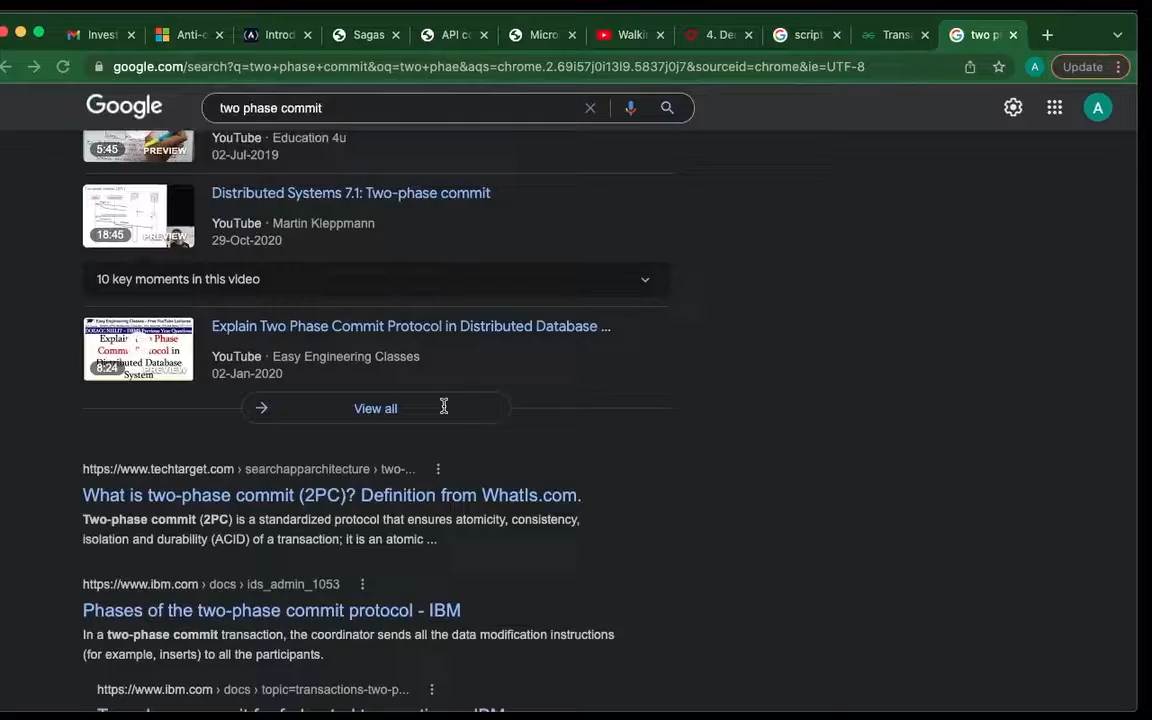 Invest
Anti-c
Introd
Sagas
API co
Micro
Walkin
4. De
script
Trans
two p
google.com/search?q=two+phase+commit&oq=two+phae&aqs=chrome.2.69i57j0i13l9.5837j0j7&sourceid=chrome&ie=UTF-8
A
Update
Google
two phase commit
A
5:45
PREVIEW
YouTube · Education 4u
02-Jul-2019
Distributed Systems 7.1: Two-phase commit
18:45
PREVIEW
YouTube · Martin Kleppmann
29-Oct-2020
10 key moments in this video
Explain Two Phase Commit Protocol in Distributed Database ...
in
Distributed Database
System
8:24
PREVIEW
YouTube · Easy Engineering Classes
02-Jan-2020
View all
https://www.techtarget.com › searchapparchitecture › two-...
What is two-phase commit (2PC)? Definition from WhatIs.com.
Two-phase commit (2PC) is a standardized protocol that ensures atomicity, consistency,
isolation and durability (ACID) of a transaction; it is an atomic ...
https://www.ibm.com › docs › ids_admin_1053
Phases of the two-phase commit protocol - IBM
In a two-phase commit transaction, the coordinator sends all the data modification instructions
(for example, inserts) to all the participants.
https://www.ibm.com › docs › topic=transactions-two-p...